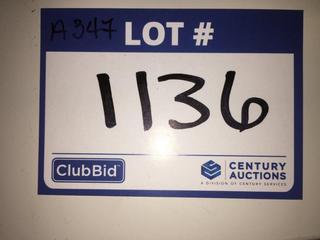 A347 LOT #
1136
ClubBid
CENTURY
AUCTIONS
A DIVISION OF CENTURY SERVICES